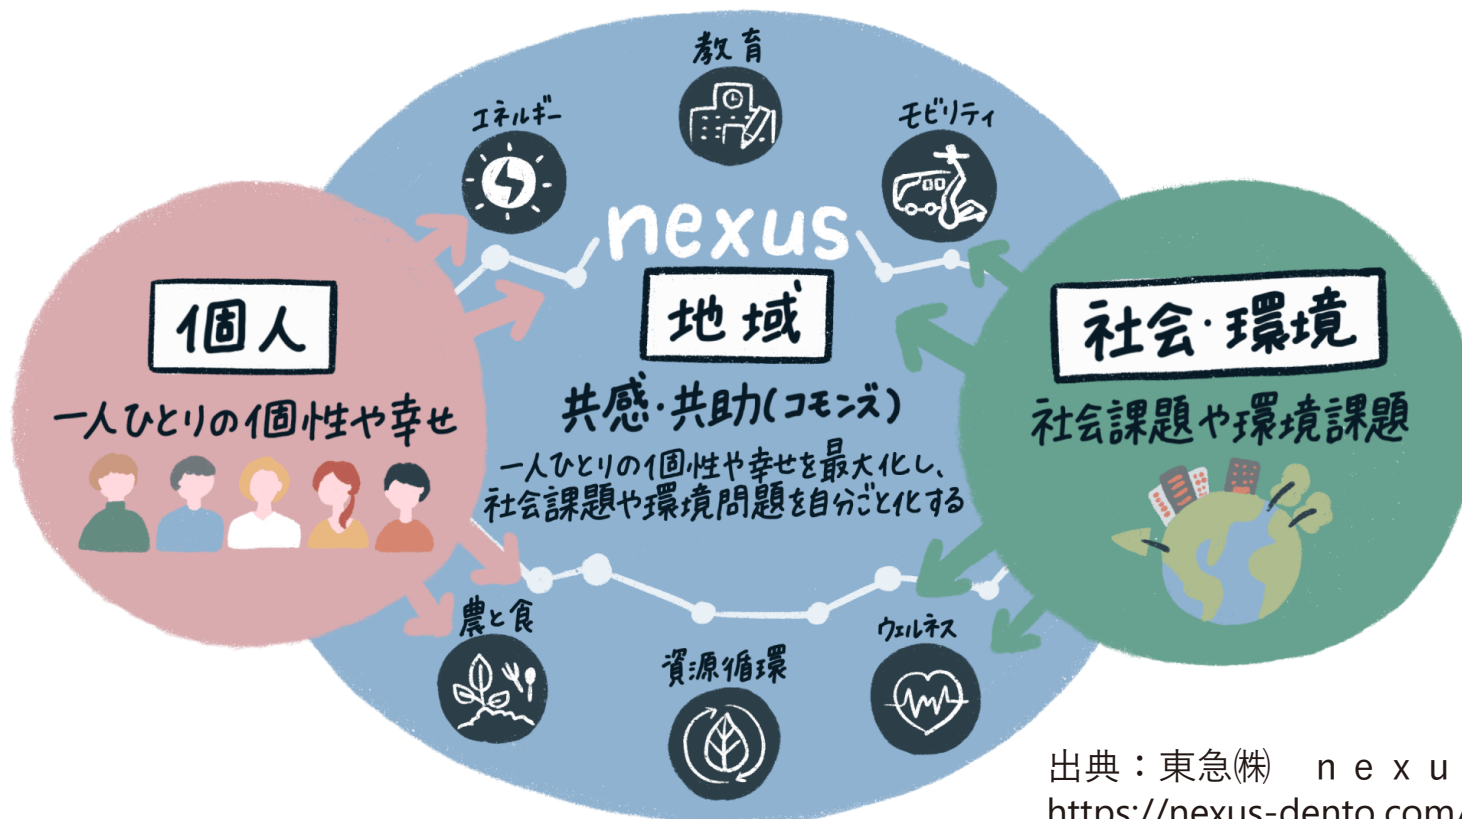 教育
エネルギー
モビリティ
nexus
個人
地域
社会・環境
一人ひとりの個性や幸せ
共感・共助(コモンズ)
社会課題や環境課題
一人ひとりの個性や幸せを最大化し、
社会課題や環境問題を自分ごと化する
農と食
資源循環
ウェルネス
出典:東急㈱ nexu
https://nexus-dento.com/